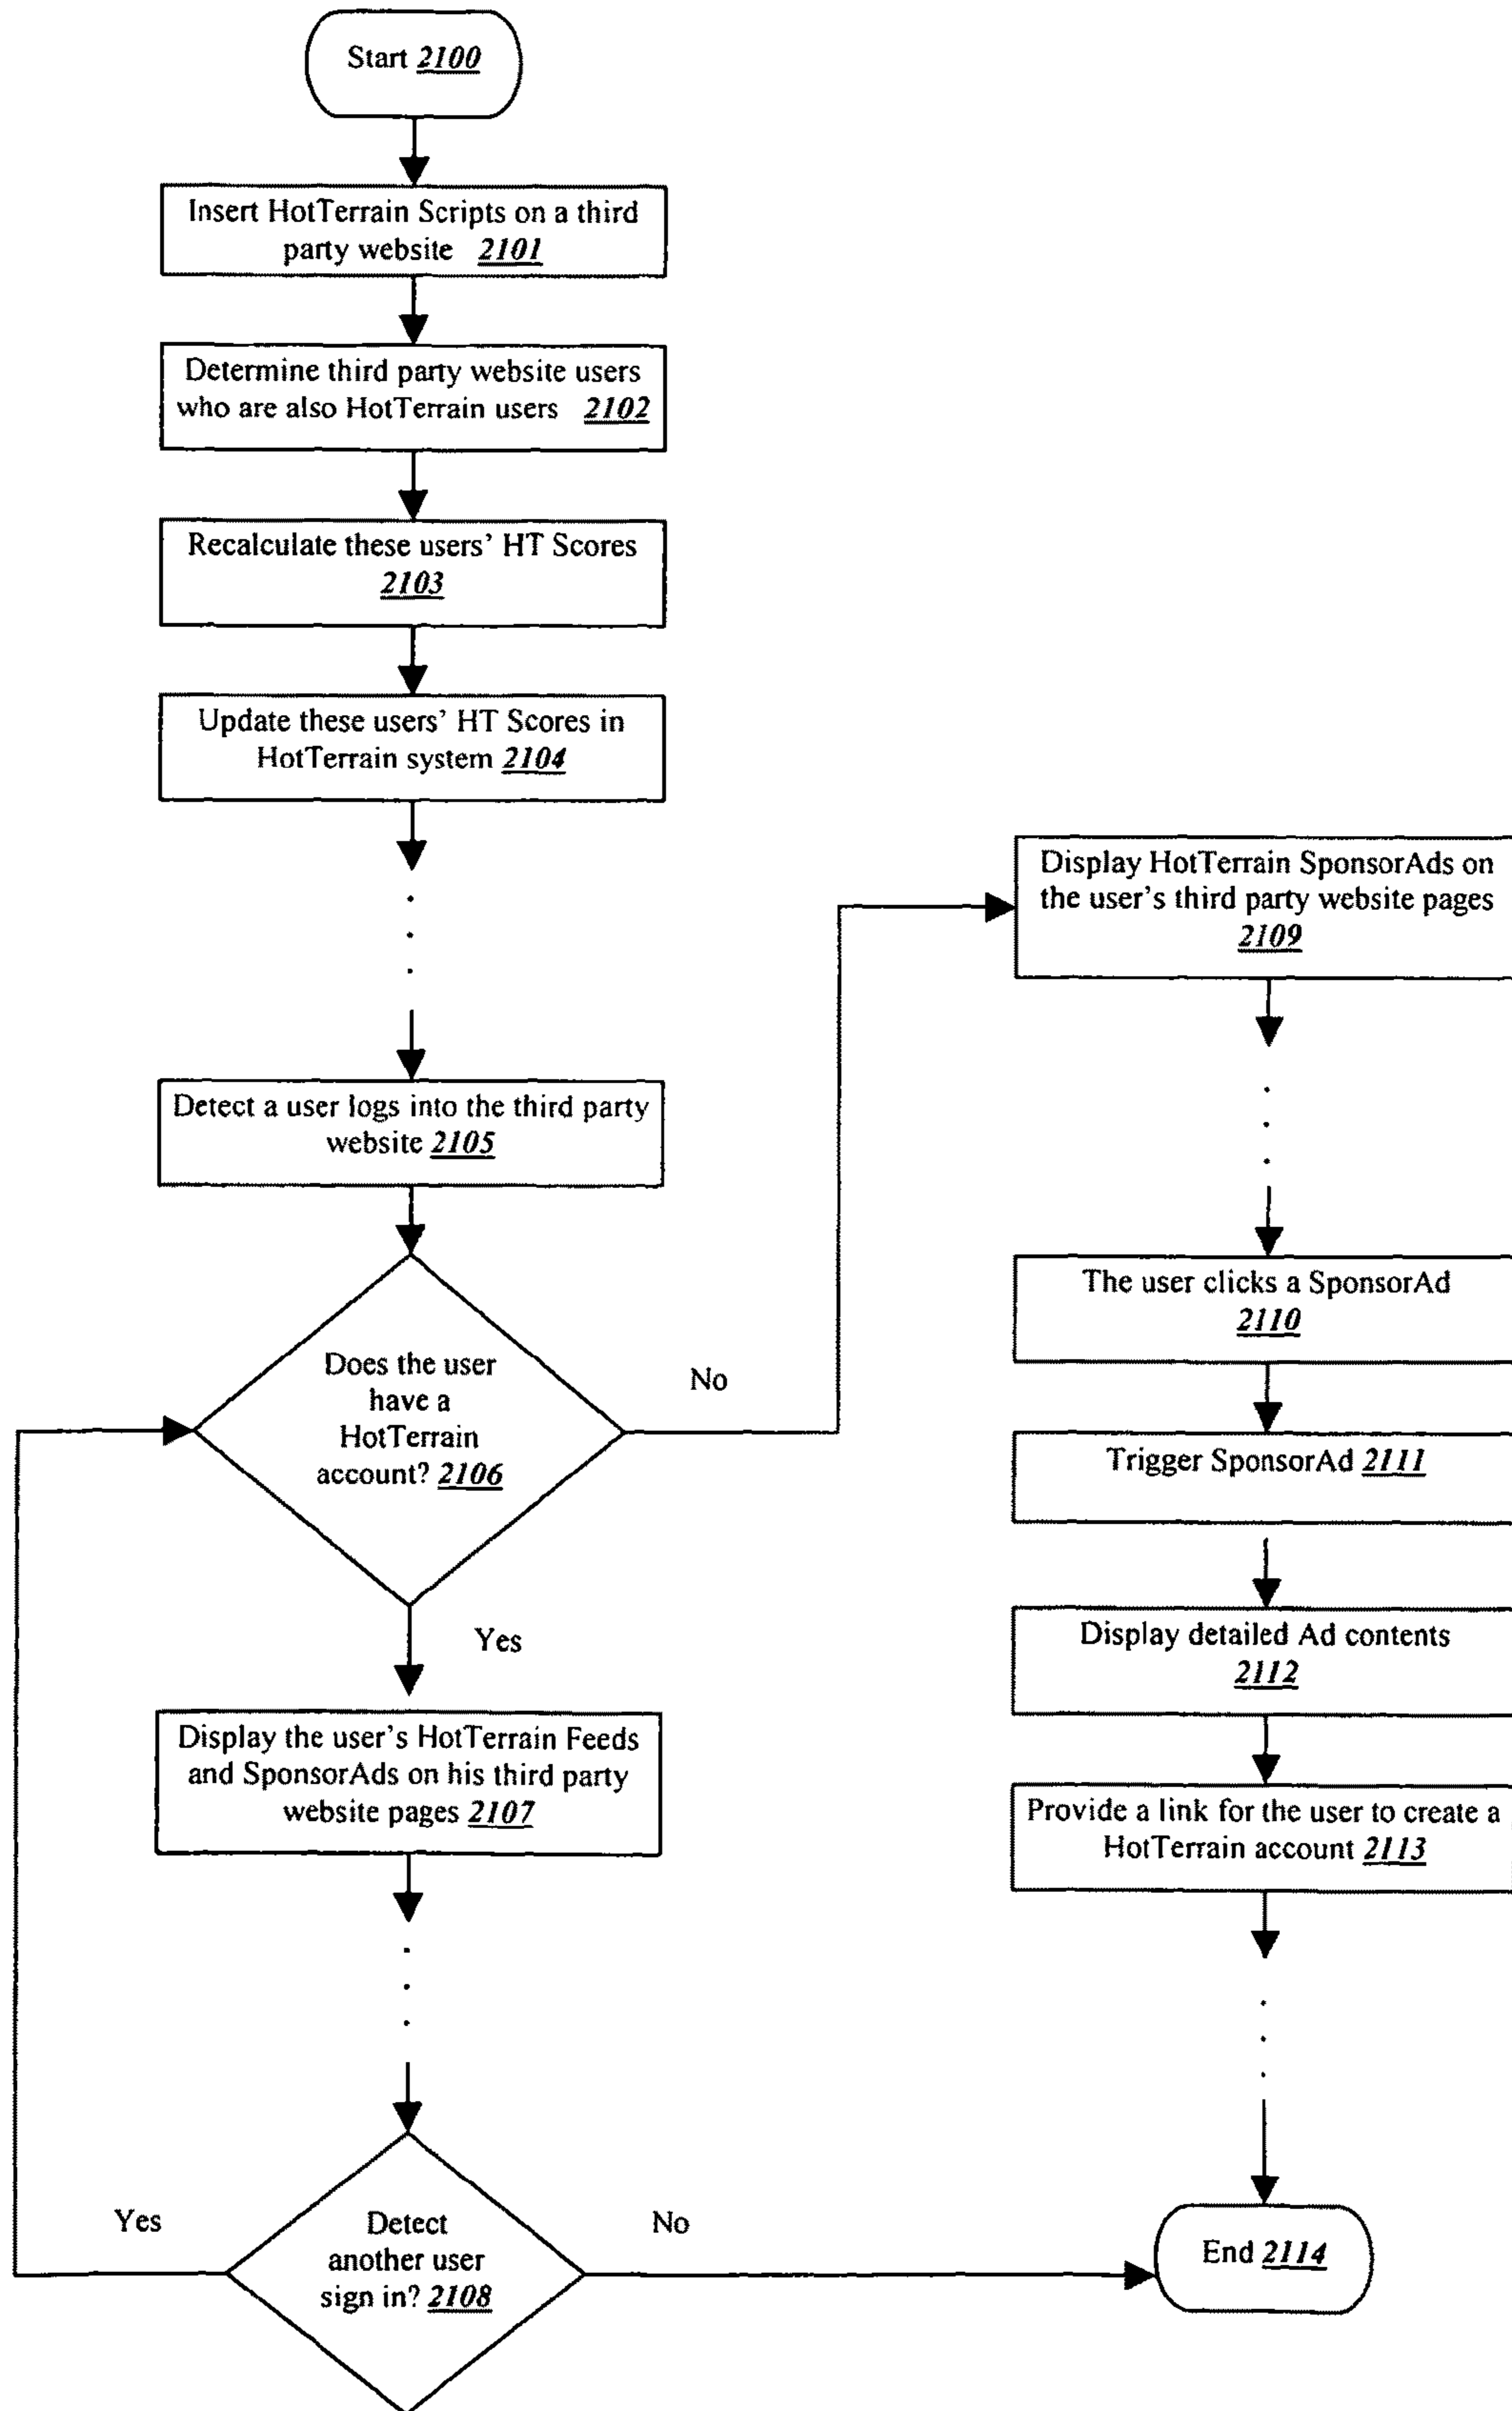 Start 2100
Insert HotTerrain Scripts on a third
party website 2101
Determine third party website users
who are also HotTerrain users 2102
Recalculate these users' HT Scores
2103
Update these users' HT Scores in
HotTerrain system 2104
Detect a user logs into the third party
website 2105
Does the user
have a
HotTerrain
account? 2106
No
Yes
Display the user's HotTerrain Feeds
and SponsorAds on his third party
website pages 2107
Detect
another user
sign in? 2108
Yes
No
Display HotTerrain SponsorAds on
the user's third party website pages
2109
The user clicks a SponsorAd
2110
Trigger SponsorAd 2111
Display detailed Ad contents
2112
Provide a link for the user to create a
HotTerrain account 2113
End 2114